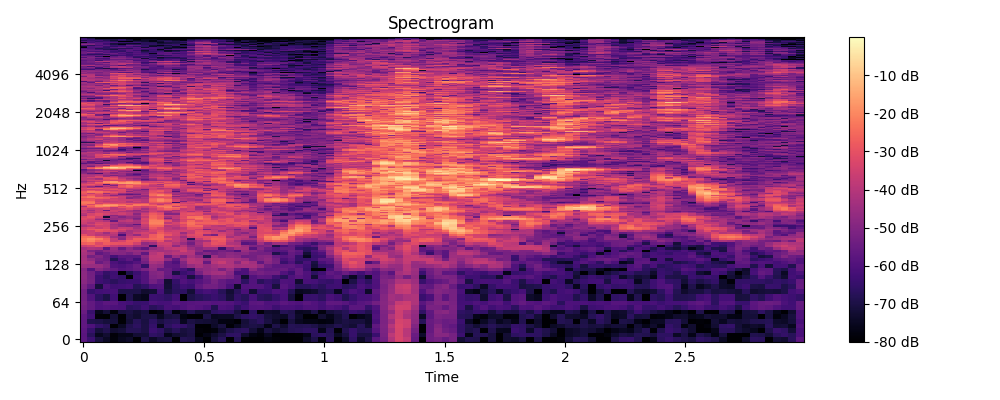 Spectrogram
Hz
4096
2048
1024
512
256
128
64
0
0
0.5
1
1.5
2
2.5
Time
-10 dB
-20 dB
-30 dB
-40 dB
-50 dB
-60 dB
-70 dB
-80 dB